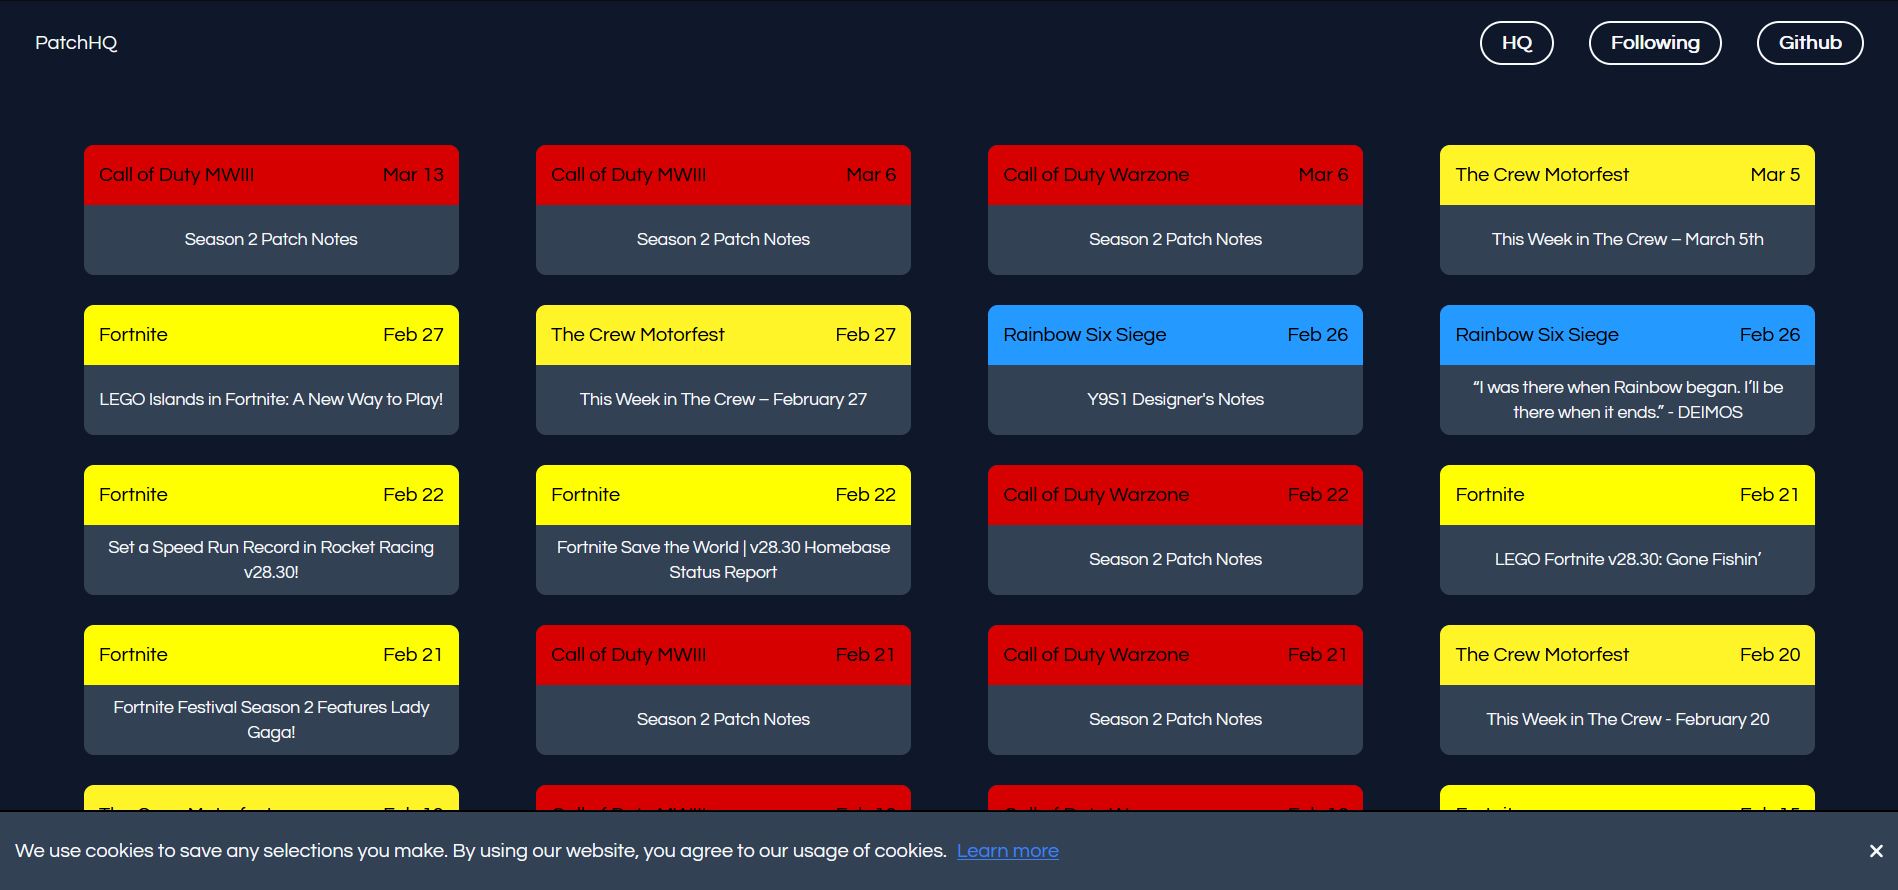 PatchHQ
HQ
Following
Github
Call of Duty MWIII Mar 13
Season 2 Patch Notes
Call of Duty MWIII Mar 6
Season 2 Patch Notes
Call of Duty Warzone Mar 6
Season 2 Patch Notes
The Crew Motorfest Mar 5
This Week in The Crew – March 5th
Fortnite Feb 27
LEGO Islands in Fortnite: A New Way to Play!
The Crew Motorfest Feb 27
This Week in The Crew – February 27
Rainbow Six Siege Feb 26
Y9S1 Designer's Notes
Rainbow Six Siege Feb 26
“I was there when Rainbow began. I’ll be
there when it ends.” - DEIMOS
Fortnite Feb 22
Set a Speed Run Record in Rocket Racing
v28.30!
Fortnite Feb 22
Fortnite Save the World | v28.30 Homebase
Status Report
Call of Duty Warzone Feb 22
Season 2 Patch Notes
Fortnite Feb 21
LEGO Fortnite v28.30: Gone Fishin’
Fortnite Feb 21
Fortnite Festival Season 2 Features Lady
Gaga!
Call of Duty MWIII Feb 21
Season 2 Patch Notes
Call of Duty Warzone Feb 21
Season 2 Patch Notes
The Crew Motorfest Feb 20
This Week in The Crew - February 20
We use cookies to save any selections you make. By using our website, you agree to our usage of cookies. Learn more